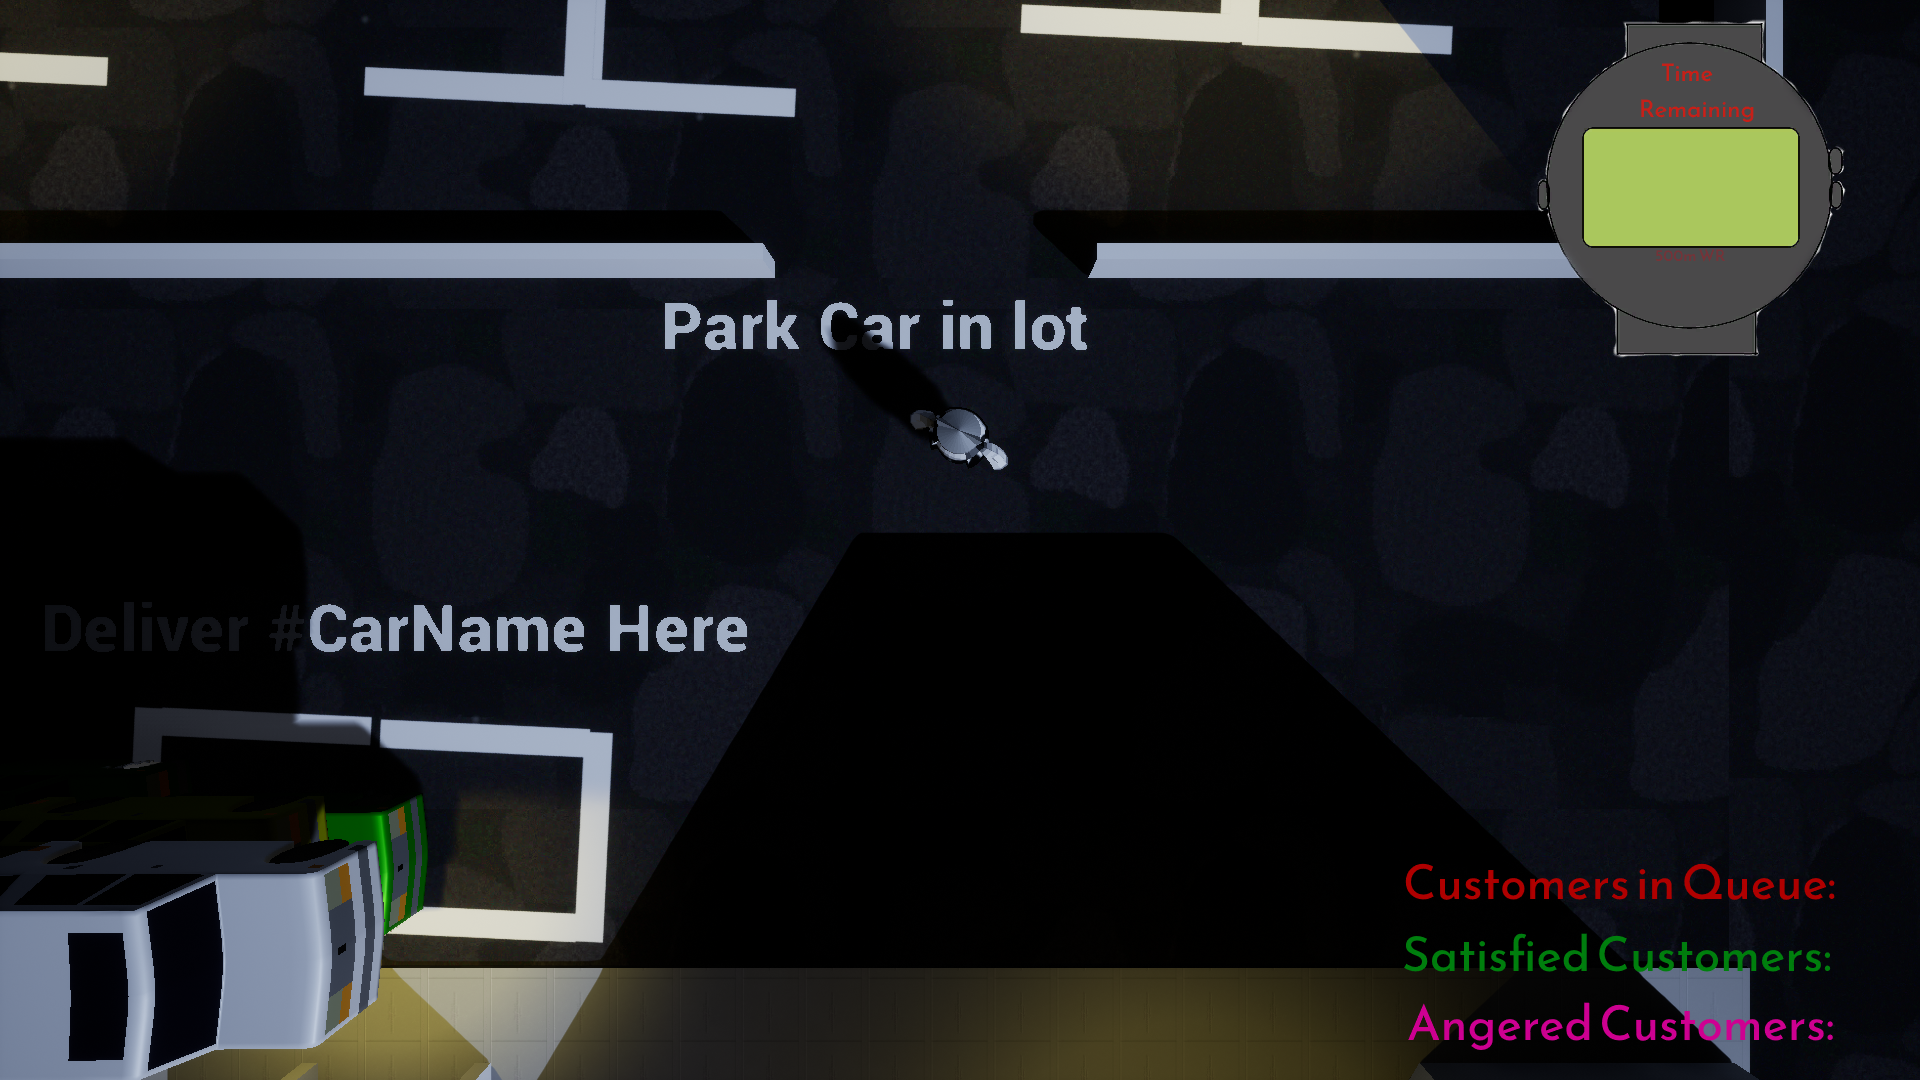 Time
Remaining
Park Car in lot
Deliver #CarName Here
Customers in Queue:
Satisfied Customers:
Angered Customers: